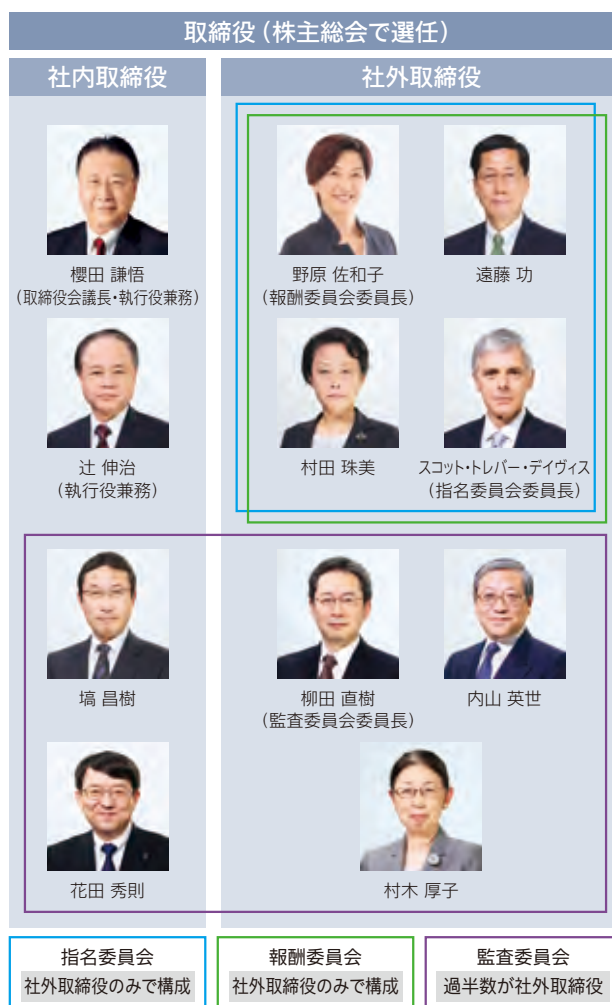 取締役（株主総会で選任）
社内取締役
社外取締役
櫻田 謙悟
（取締役会議長・執行役兼務）
野原 佐和子
（報酬委員会委員長）
遠藤 功
辻 伸治
（執行役兼務）
村田 珠美
スコット・トレバー・デイヴィス
（指名委員会委員長）
塙 昌樹
柳田 直樹
（監査委員会委員長）
内山 英世
花田 秀則
村木 厚子
指名委員会
社外取締役のみで構成
報酬委員会
社外取締役のみで構成
監査委員会
過半数が社外取締役